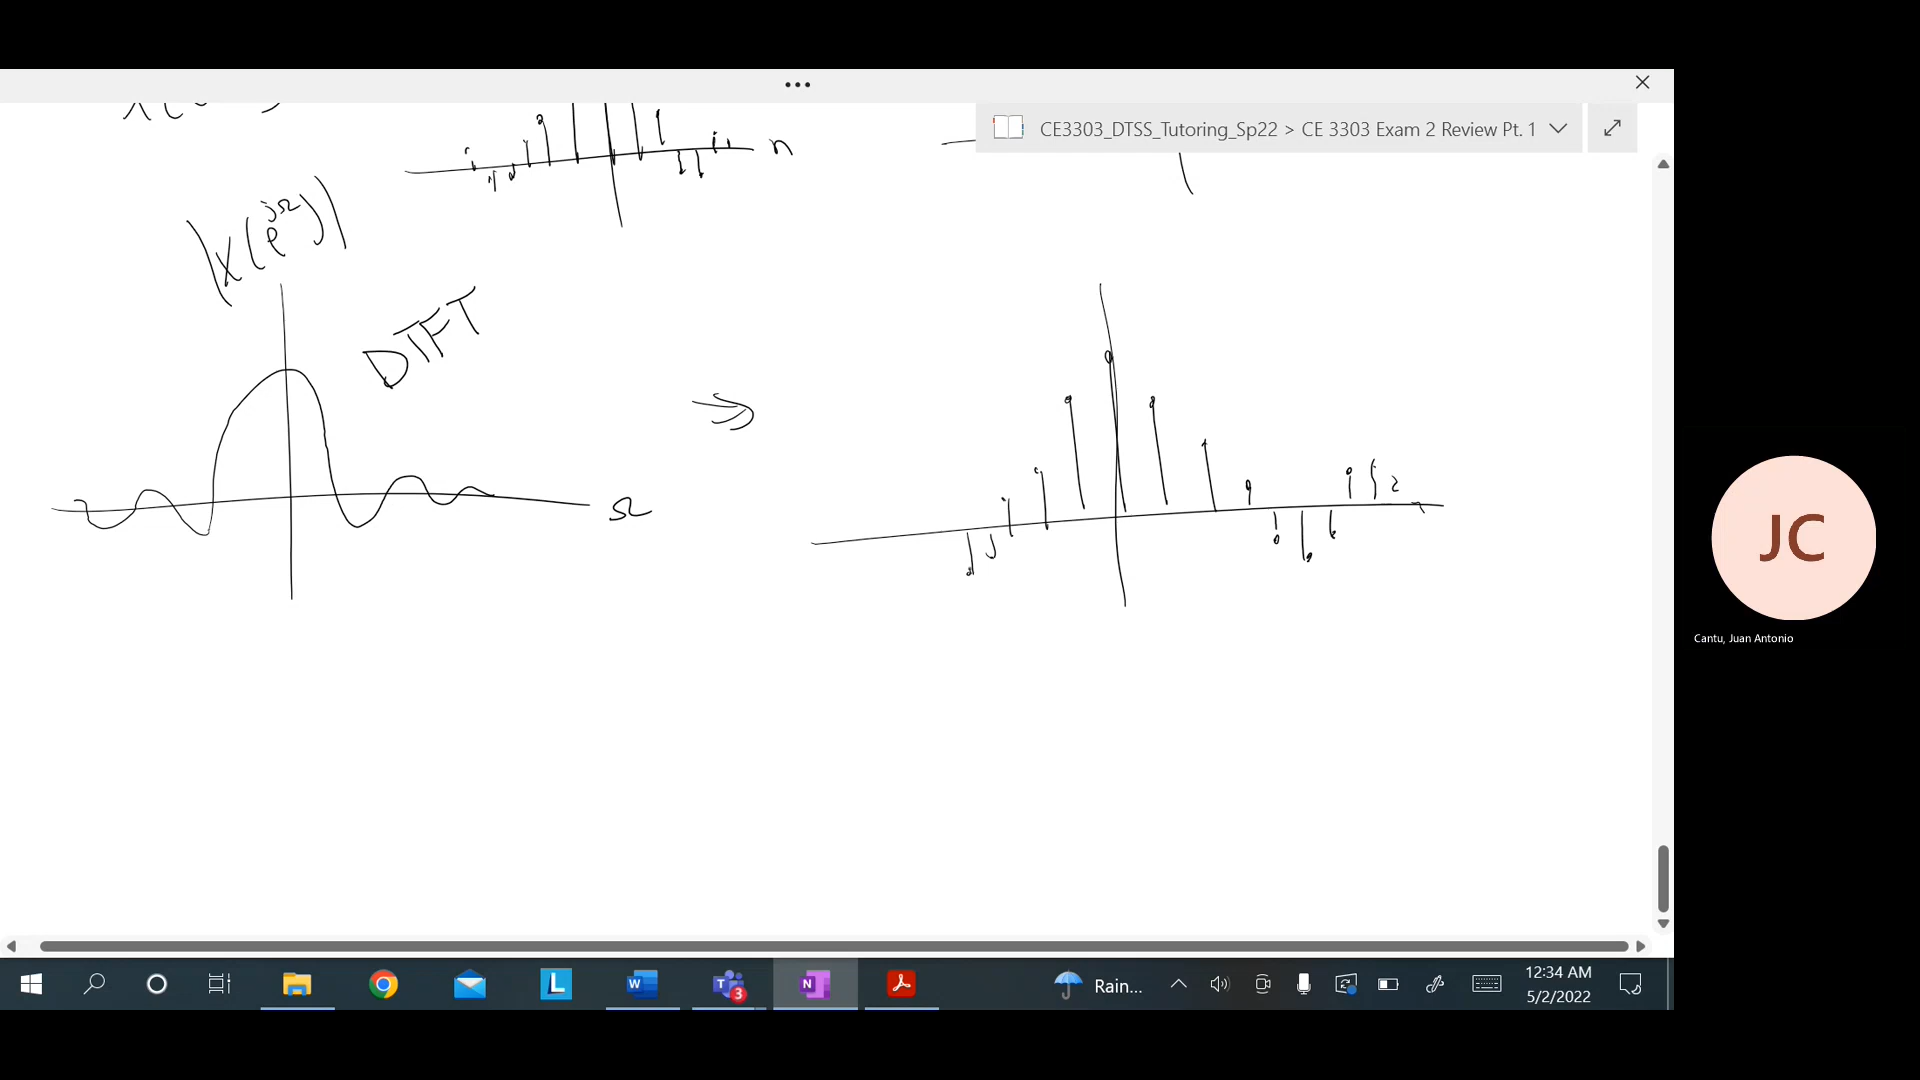 CE3303_DTSS_Tutoring_Sp22 > CE 3303 Exam 2 Review Pt. 1
n
|X(e^jΩ)|
DTFT
Ω
JC
Cantu, Juan Antonio
Rain...
12:34 AM
5/2/2022
L
W
T
3
N